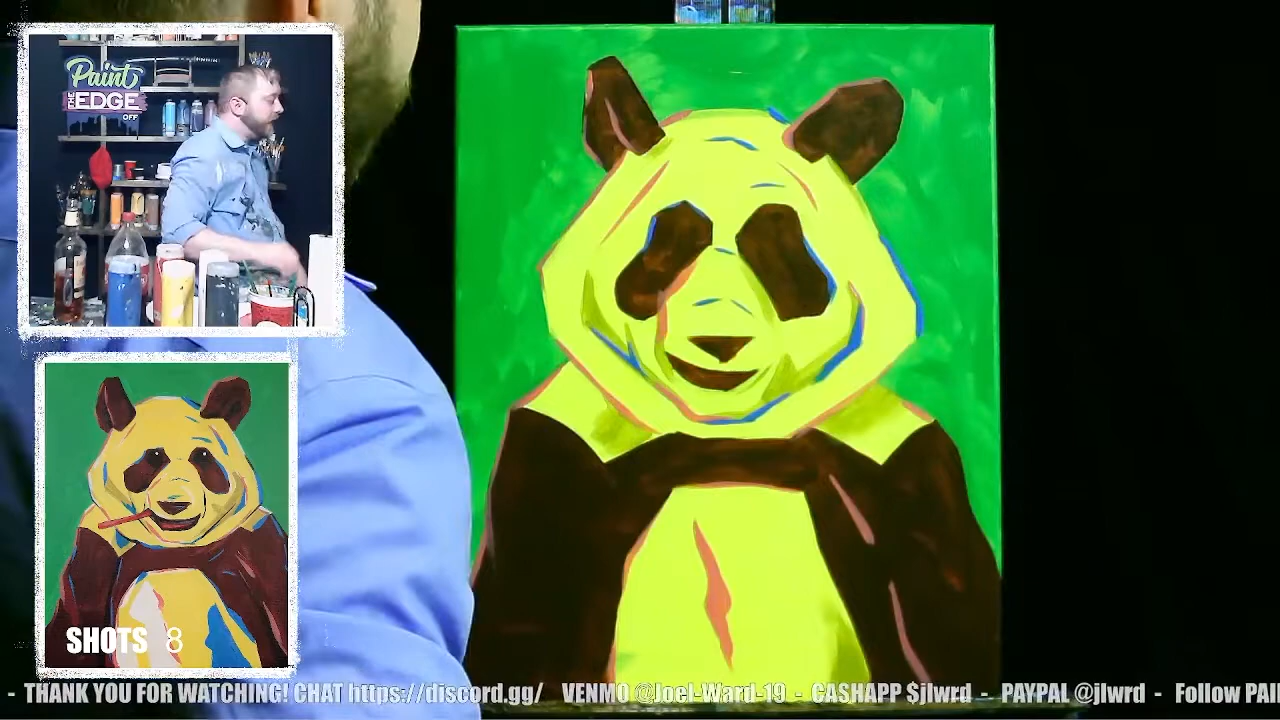 Paint
THE EDGE
OFF
SHOTS 8
- THANK YOU FOR WATCHING! CHAT https://discord.gg/ VENMO @Joel-Ward-19 - CASHAPP $jlwrd - PAYPAL @jlwrd - Follow PAI